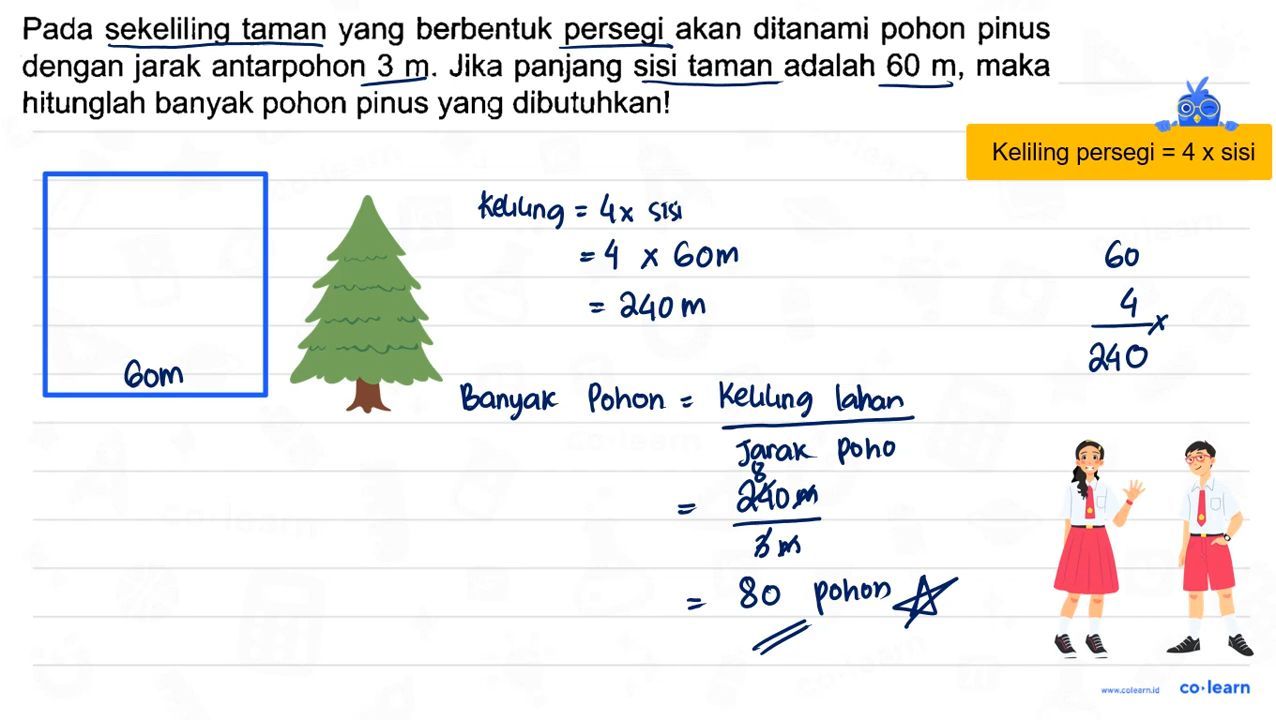 Pada sekeliling taman yang berbentuk persegi akan ditanami pohon pinus
dengan jarak antarpohon 3 m. Jika panjang sisi taman adalah 60 m, maka
hitunglah banyak pohon pinus yang dibutuhkan!
Keliling persegi = 4 x sisi
Keliling = 4 x sisi
= 4 x 60 m
= 240 m
60
4
x
240
60m
Banyak Pohon = Keliling lahan
Jarak Poho
8
= 240 m
3 m
= 80 pohon
www.colearn.id co·learn